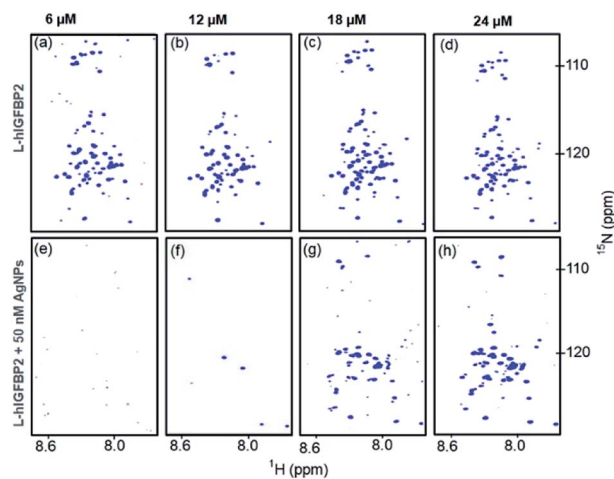 6 µM 12 µM 18 µM 24 µM
L-hIGFBP2
(a) (b) (c) (d)
110
120
15N (ppm)
L-hIGFBP2 + 50 nM AgNPs
(e) (f) (g) (h)
110
120
8.6 8.0 8.6 8.0 8.6 8.0 8.6 8.0
1H (ppm)